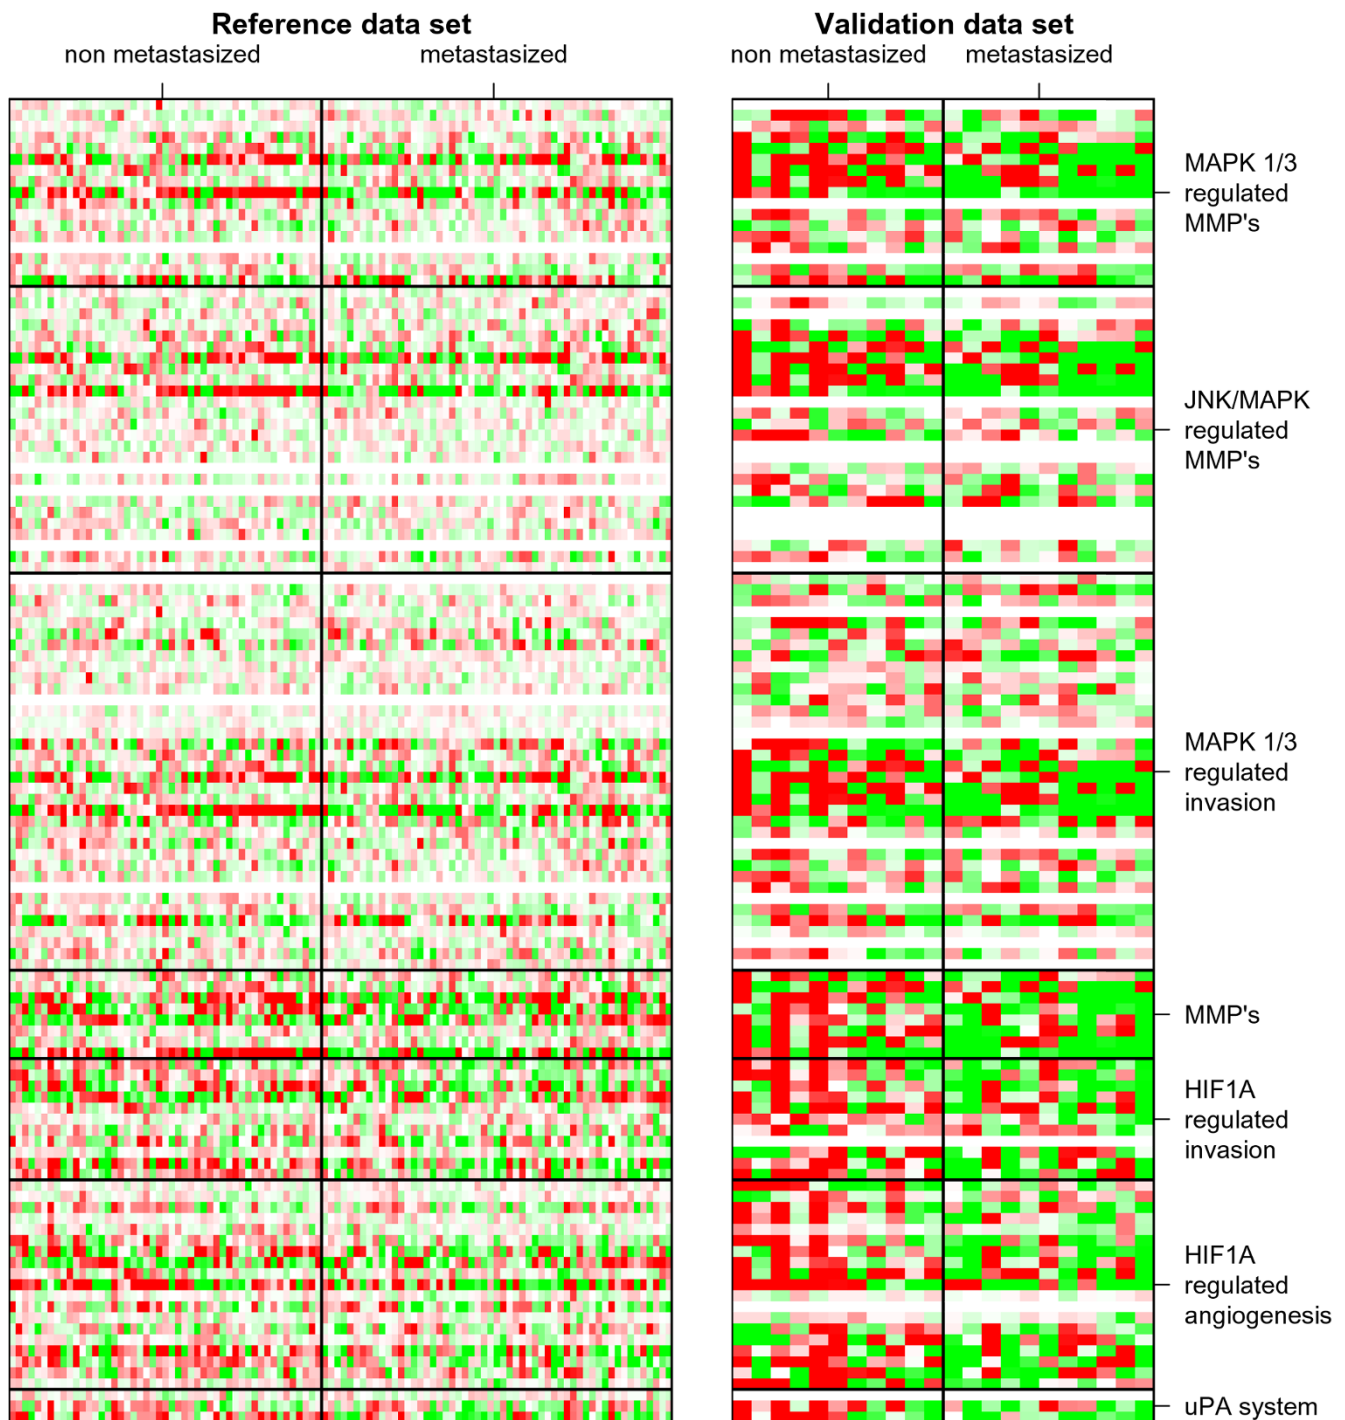 Reference data set
Validation data set
non metastasized
metastasized
non metastasized
metastasized
MAPK 1/3
regulated
MMP's
JNK/MAPK
regulated
MMP's
MAPK 1/3
regulated
invasion
MMP's
HIF1A
regulated
invasion
HIF1A
regulated
angiogenesis
uPA system